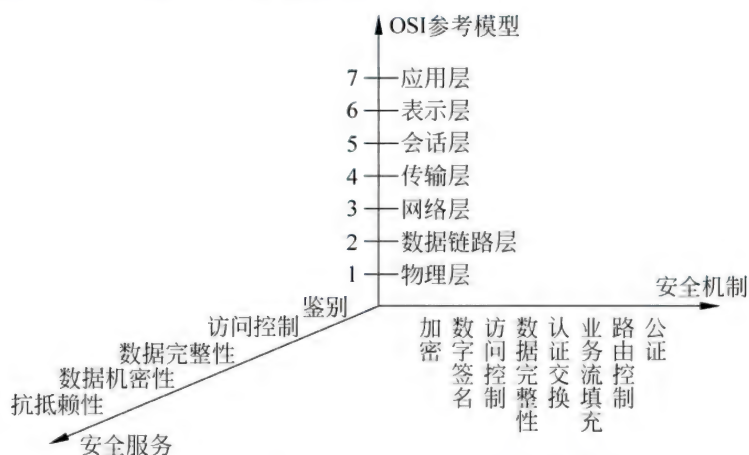 OSI参考模型
7 应用层
6 表示层
5 会话层
4 传输层
3 网络层
2 数据链路层
1 物理层
安全机制
鉴别
访问控制
数据完整性
数据机密性
抗抵赖性
安全服务
加密
数字签名
访问控制
数据完整性
认证交换
业务流填充
路由控制
公证